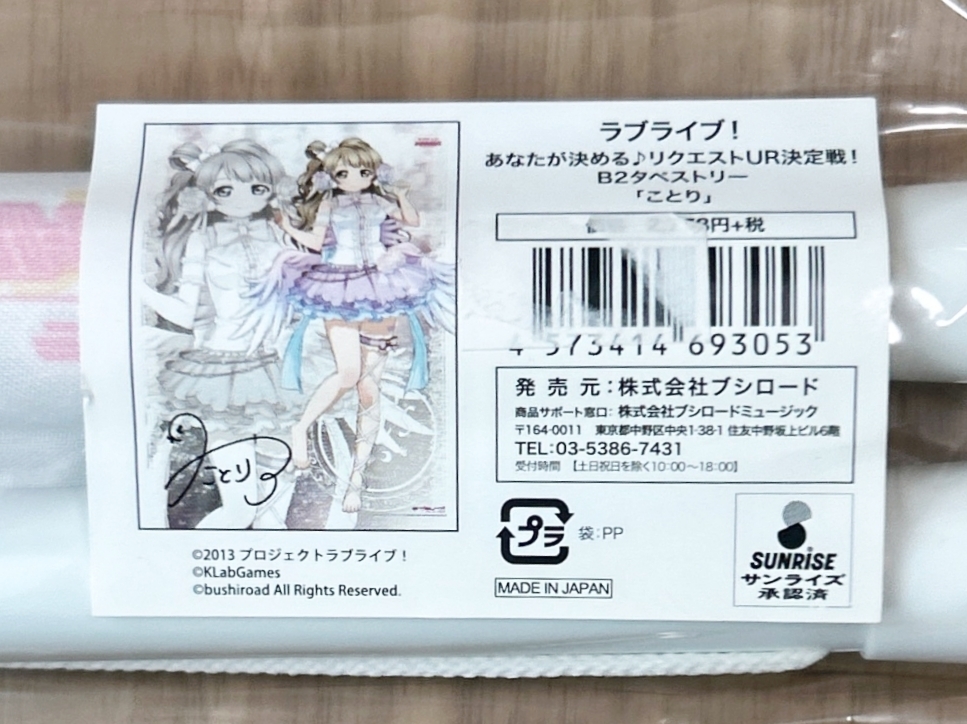 ラブライブ！
あなたが決める♪リクエストUR決定戦！
B2タペストリー
「ことり」
円+税
4 573414 693053
発売元：株式会社ブシロード
商品サポート窓口：株式会社ブシロードミュージック
〒164-0011 東京都中野区中央1-38-1 住友中野坂上ビル6階
TEL:03-5386-7431
受付時間 【土日祝日を除く10:00〜18:00】
プラ
袋：PP
MADE IN JAPAN
SUNRISE
サンライズ
承認済
ことり
©2013 プロジェクトラブライブ！
©KLabGames
©bushiroad All Rights Reserved.